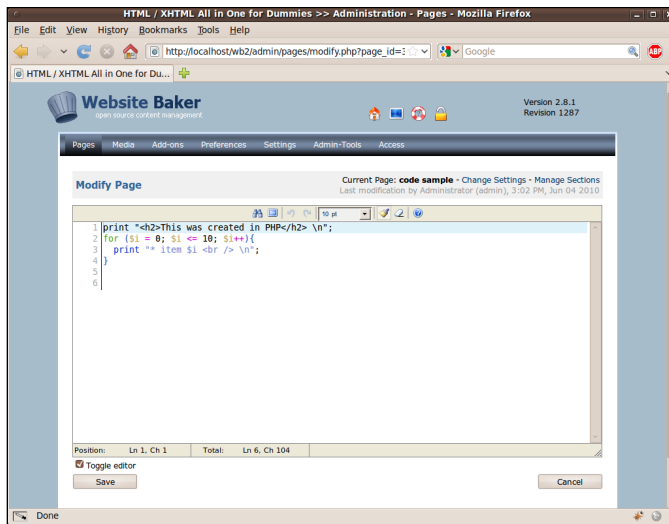 HTML / XHTML All in One for Dummies >> Administration - Pages - Mozilla Firefox
File Edit View History Bookmarks Tools Help
http://localhost/wb2/admin/pages/modify.php?page_id=3 Google ABP
HTML / XHTML All in One for Du...
Website Baker
open source content management
Version 2.8.1
Revision 1287
Pages Media Add-ons Preferences Settings Admin-Tools Access
Modify Page
Current Page: code sample - Change Settings - Manage Sections
Last modification by Administrator (admin), 3:02 PM, Jun 04 2010
10 pt
1 print "<h2>This was created in PHP</h2> \n";
2 for ($i = 0; $i <= 10; $i++){
3 print "* item $i <br /> \n";
4 }
5
6
Position: Ln 1, Ch 1 Total: Ln 6, Ch 104
Toggle editor
Save Cancel
Done